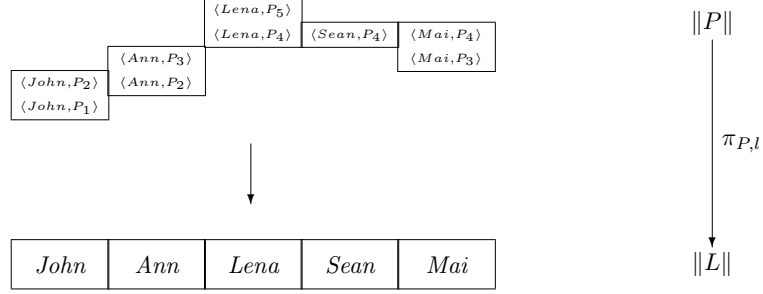 ⟨Lena,P₅⟩
⟨Lena,P₄⟩ ⟨Sean,P₄⟩ ⟨Mai,P₄⟩ ‖P‖
⟨Ann,P₃⟩ ⟨Mai,P₃⟩
⟨John,P₂⟩ ⟨Ann,P₂⟩
⟨John,P₁⟩
π_{P,l}
John Ann Lena Sean Mai ‖L‖